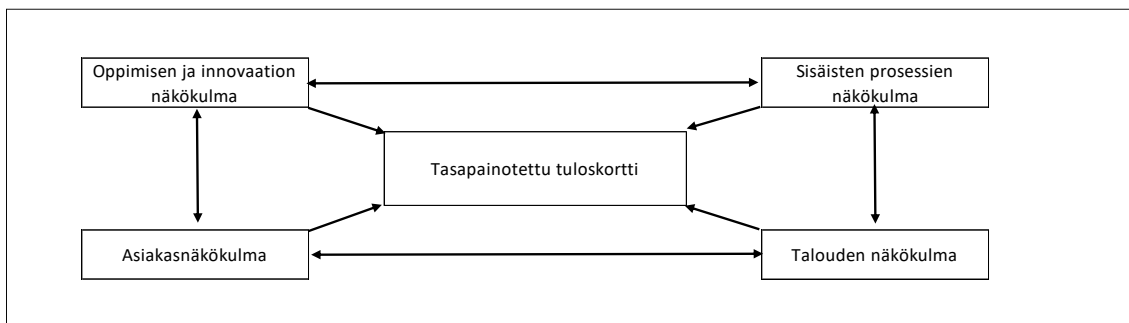 Oppimisen ja innovaation
näkökulma
Sisäisten prosessien
näkökulma
Tasapainotettu tuloskortti
Asiakasnäkökulma
Talouden näkökulma